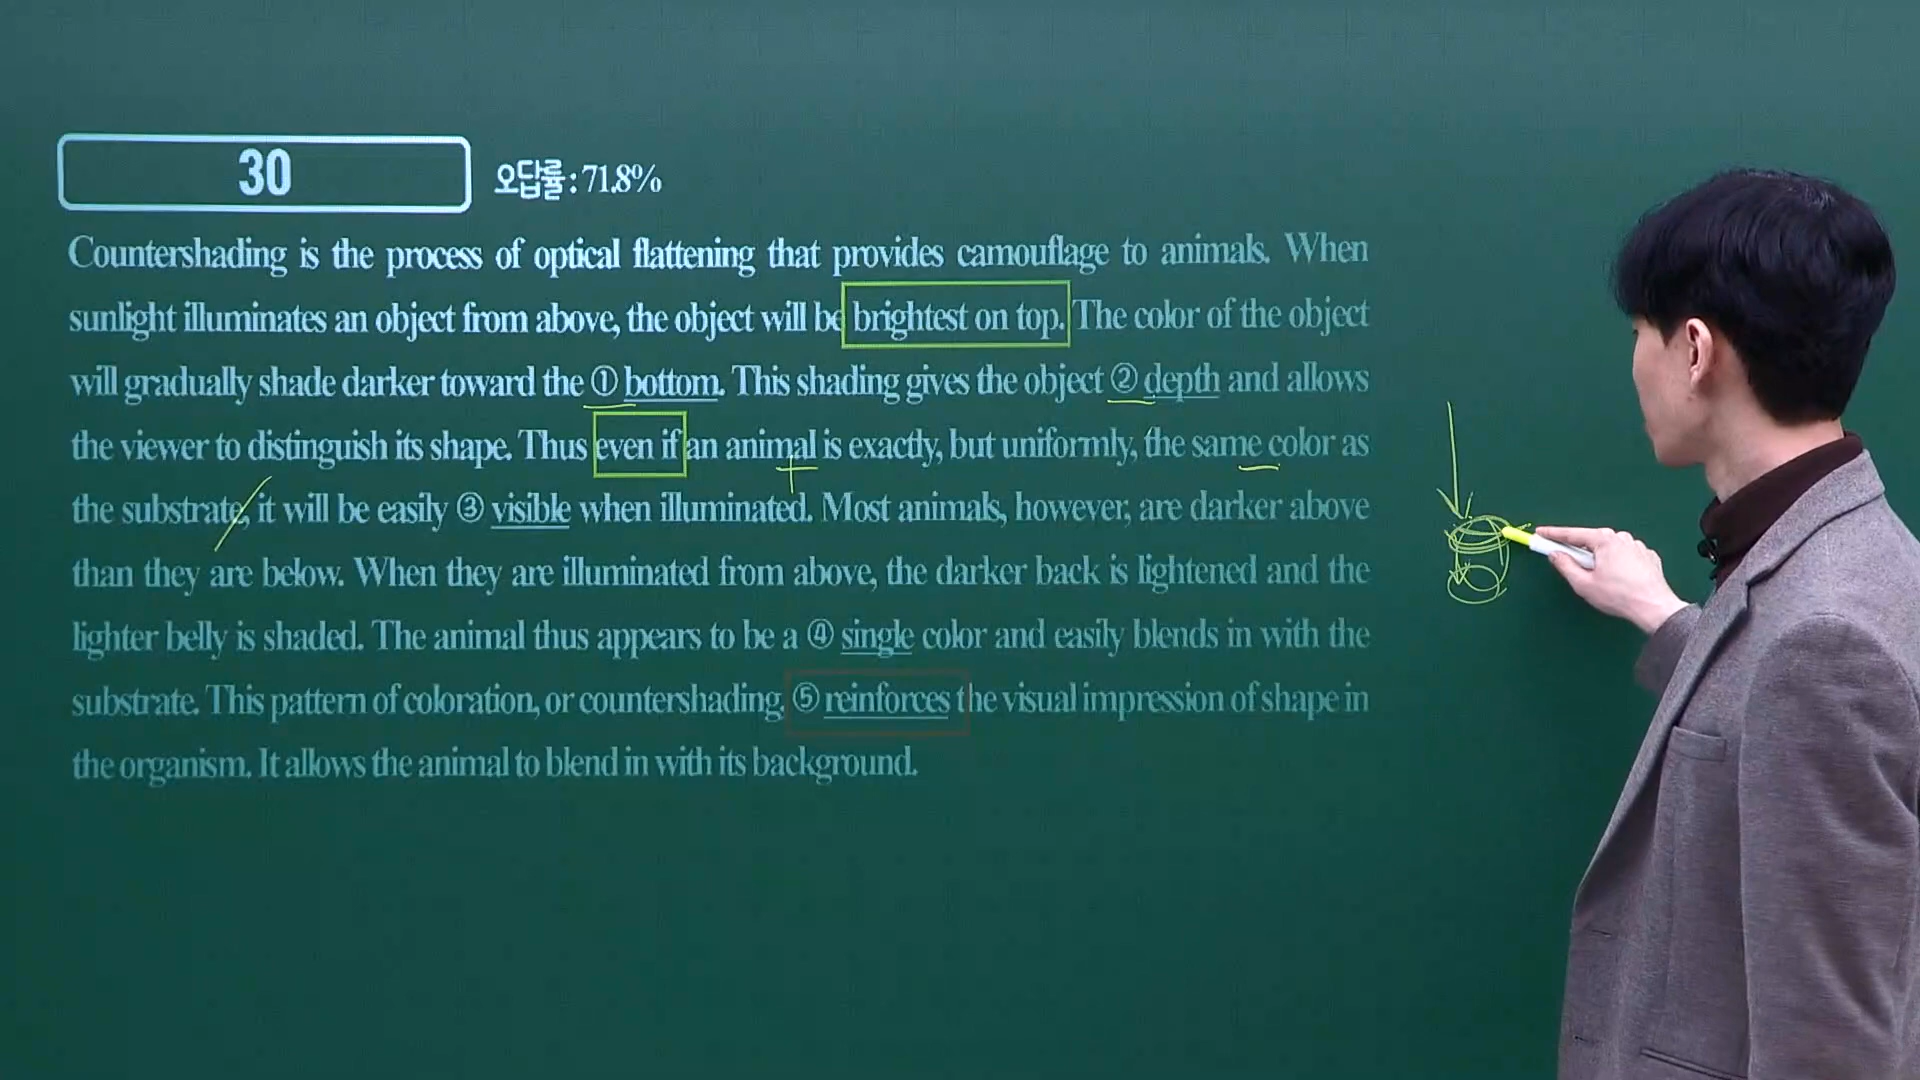 30
오답률 : 71.8%
Countershading is the process of optical flattening that provides camouflage to animals. When
sunlight illuminates an object from above, the object will be brightest on top. The color of the object
will gradually shade darker toward the ① bottom. This shading gives the object ② depth and allows
the viewer to distinguish its shape. Thus even if an animal is exactly, but uniformly, the same color as
the substrate, it will be easily ③ visible when illuminated. Most animals, however, are darker above
than they are below. When they are illuminated from above, the darker back is lightened and the
lighter belly is shaded. The animal thus appears to be a ④ single color and easily blends in with the
substrate. This pattern of coloration, or countershading, ⑤ reinforces the visual impression of shape in
the organism. It allows the animal to blend in with its background.